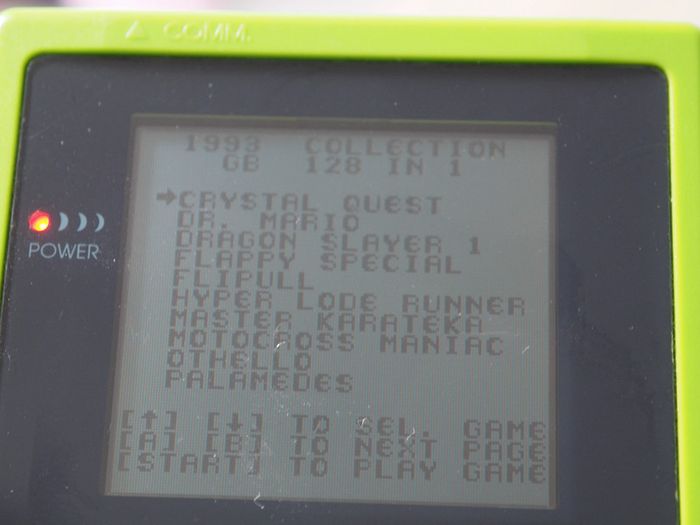 ▲ COMM.
1993 COLLECTION
GB 128 IN 1
➔CRYSTAL QUEST
DR. MARIO
DRAGON SLAYER 1
FLAPPY SPECIAL
FLIPULL
HYPER LODE RUNNER
MASTER KARATEKA
MOTOCROSS MANIAC
OTHELLO
PALAMEDES
POWER
[↑] [↓] TO SEL. GAME
[A] [B] TO NEXT PAGE
[START] TO PLAY GAME